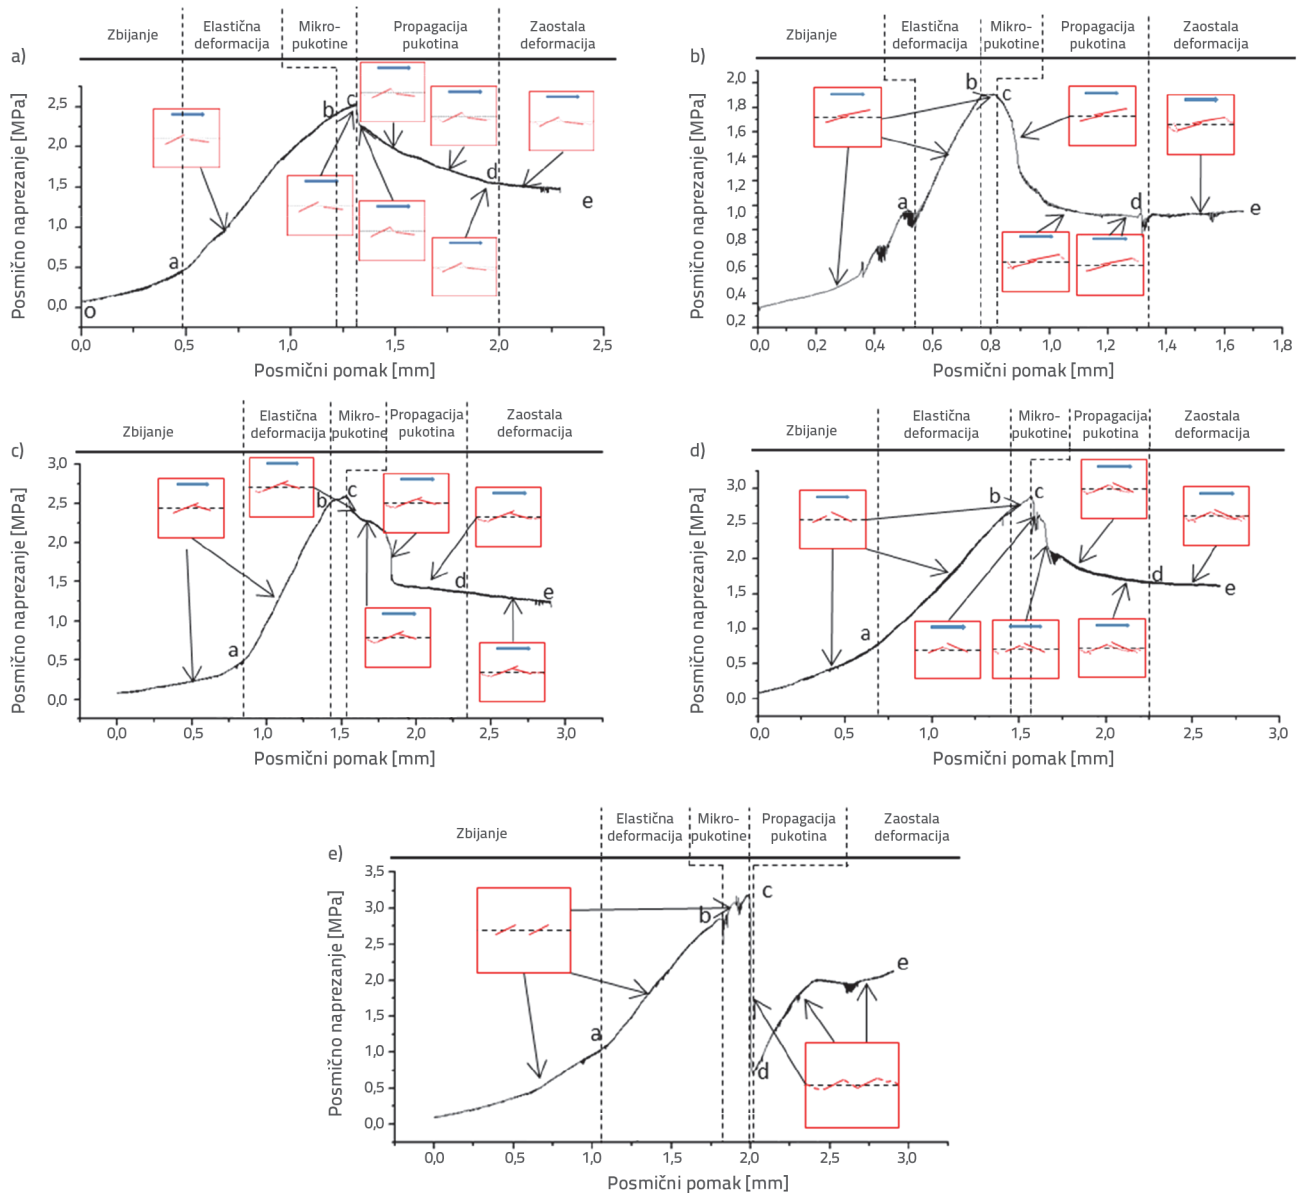 a)
Zbijanje
Elastična
deformacija
Mikro-
pukotine
Propagacija
pukotina
Zaostala
deformacija
Posmično naprezanje [MPa]
2,5
2,0
1,5
1,0
0,5
0,0
o
a
b
c
d
e
0,0 0,5 1,0 1,5 2,0 2,5
Posmični pomak [mm]
b)
Zbijanje
Elastična
deformacija
Mikro-
pukotine
Propagacija
pukotina
Zaostala
deformacija
Posmično naprezanje [MPa]
2,0
1,8
1,6
1,4
1,2
1,0
0,8
0,6
0,4
0,2
a
b
c
d
e
0,0 0,2 0,4 0,6 0,8 1,0 1,2 1,4 1,6 1,8
Posmični pomak [mm]
c)
Zbijanje
Elastična
deformacija
Mikro-
pukotine
Propagacija
pukotina
Zaostala
deformacija
Posmično naprezanje [MPa]
3,0
2,5
2,0
1,5
1,0
0,5
0,0
a
b
c
d
e
0,0 0,5 1,0 1,5 2,0 2,5 3,0
Posmični pomak [mm]
d)
Zbijanje
Elastična
deformacija
Mikro-
pukotine
Propagacija
pukotina
Zaostala
deformacija
Posmično naprezanje [MPa]
3,0
2,5
2,0
1,5
1,0
0,5
0,0
a
b
c
d
e
0,0 0,5 1,0 1,5 2,0 2,5 3,0
Posmični pomak [mm]
e)
Zbijanje
Elastična
deformacija
Mikro-
pukotine
Propagacija
pukotina
Zaostala
deformacija
Posmično naprezanje [MPa]
3,5
3,0
2,5
2,0
1,5
1,0
0,5
0,0
a
b
c
d
e
0,0 0,5 1,0 1,5 2,0 2,5 3,0
Posmični pomak [mm]